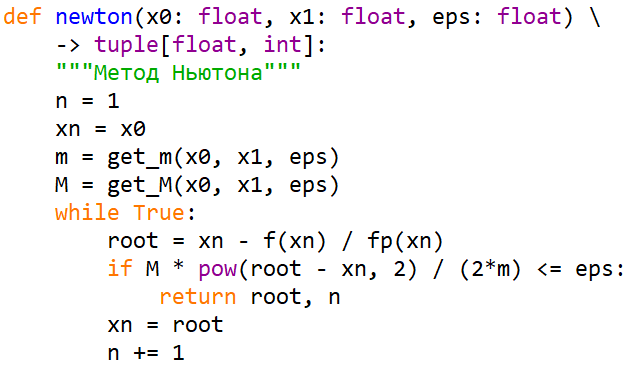 def newton(x0: float, x1: float, eps: float) \
    -> tuple[float, int]:
    """Метод Ньютона"""
    n = 1
    xn = x0
    m = get_m(x0, x1, eps)
    M = get_M(x0, x1, eps)
    while True:
        root = xn - f(xn) / fp(xn)
        if M * pow(root - xn, 2) / (2*m) <= eps:
            return root, n
        xn = root
        n += 1